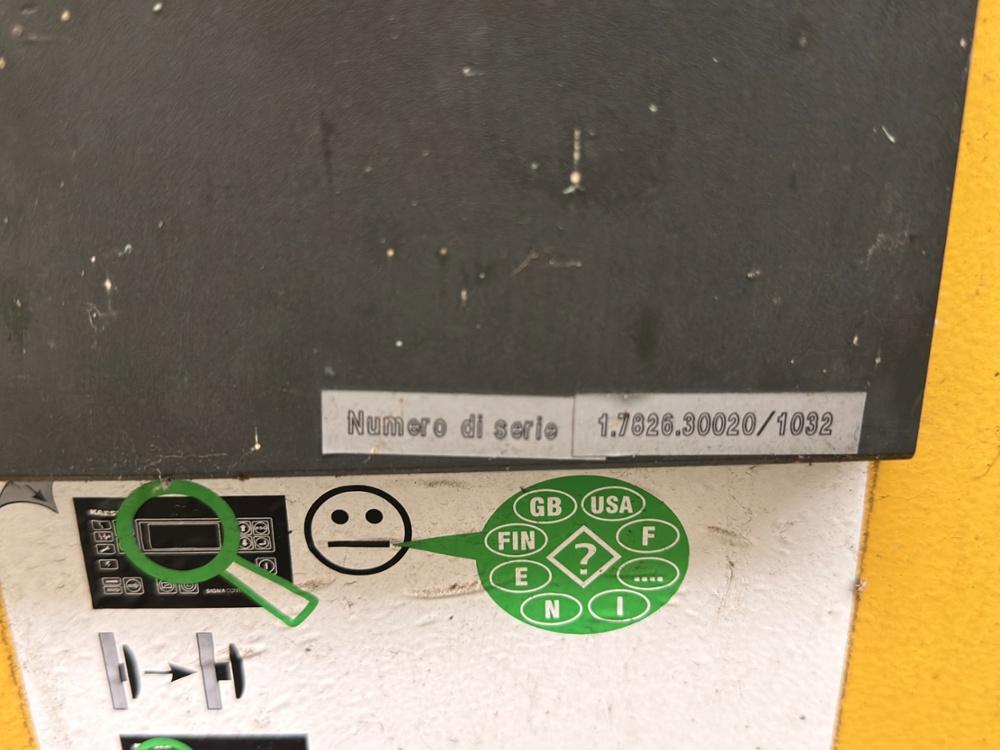 Numero di serie 1.7826.30020/1032
GB USA
FIN ? F
E ....
N I